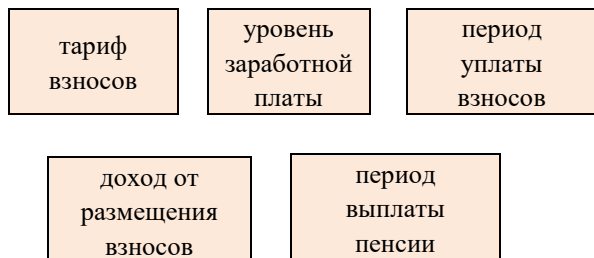 тариф
взносов
уровень
заработной
платы
период
уплаты
взносов
доход от
размещения
взносов
период
выплаты
пенсии